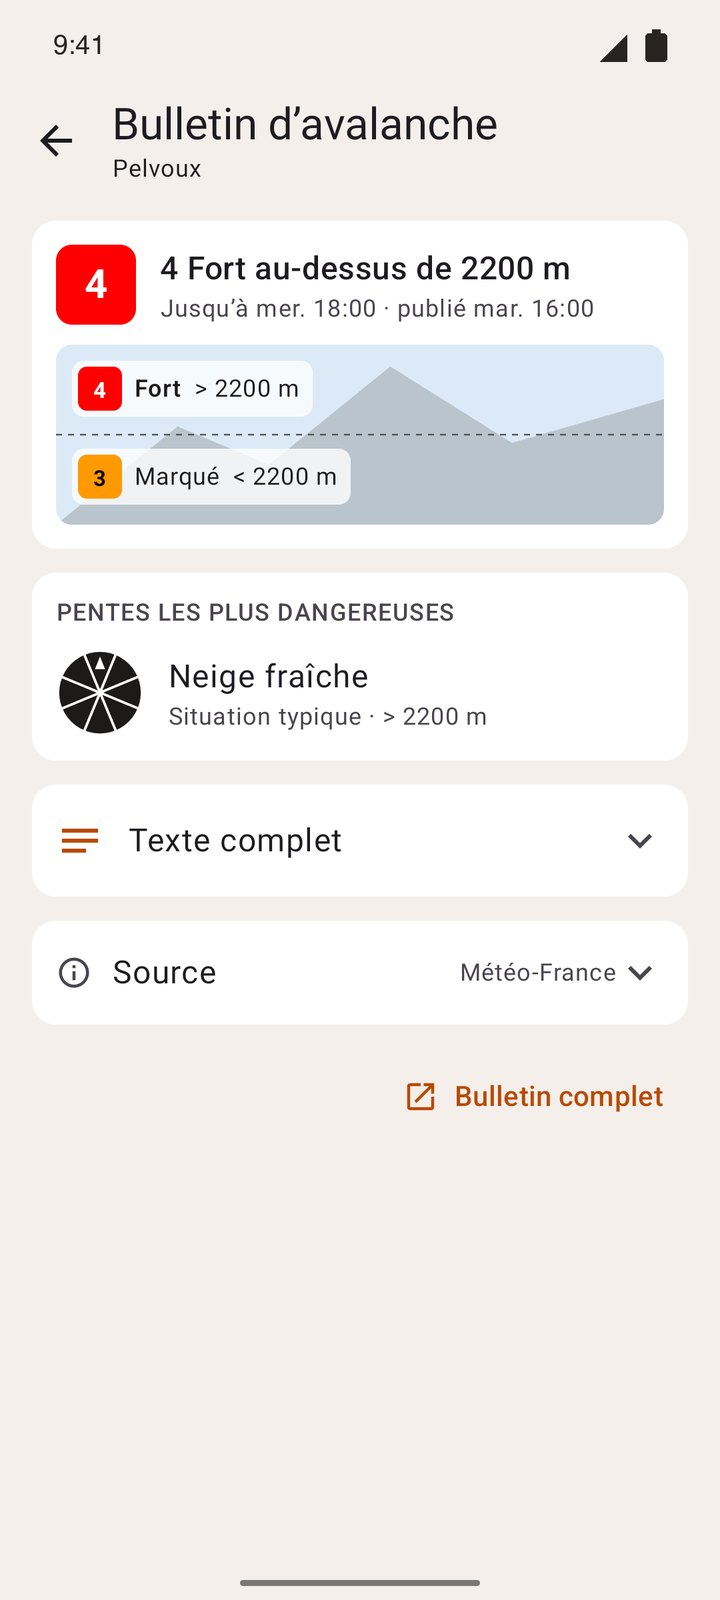 9:41
Bulletin d’avalanche
Pelvoux
4
4 Fort au-dessus de 2200 m
Jusqu’à mer. 18:00 · publié mar. 16:00
4 Fort > 2200 m
3 Marqué < 2200 m
PENTES LES PLUS DANGEREUSES
Neige fraîche
Situation typique · > 2200 m
Texte complet
Source Météo-France
Bulletin complet